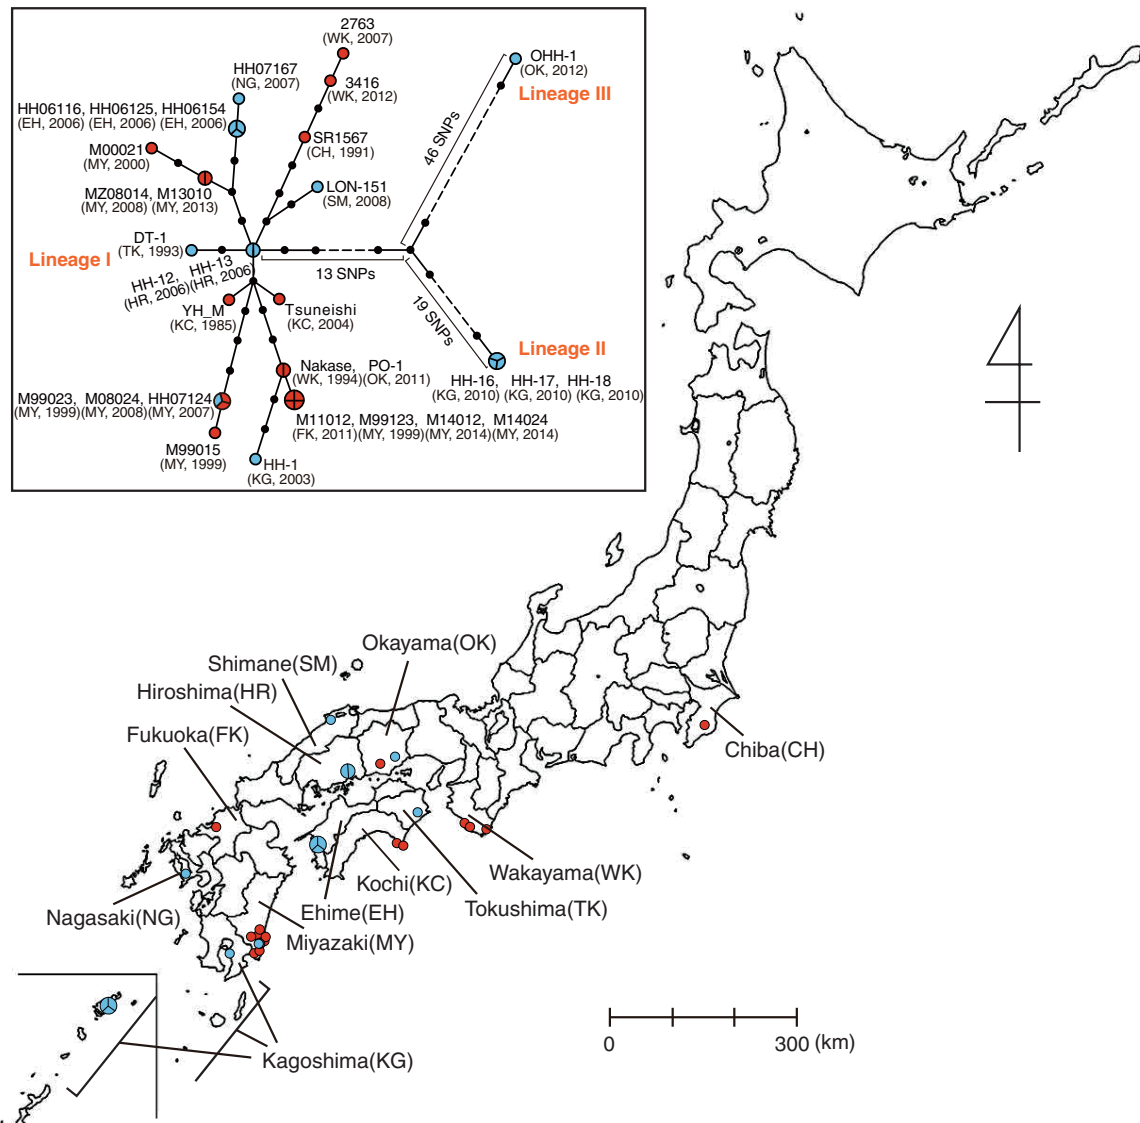 2763
(WK, 2007)
HH07167
(NG, 2007)
3416
(WK, 2012)
OHH-1
(OK, 2012)
Lineage III
HH06116, HH06125, HH06154
(EH, 2006) (EH, 2006) (EH, 2006)
SR1567
(CH, 1991)
46 SNPs
M00021
(MY, 2000)
MZ08014, M13010
(MY, 2008) (MY, 2013)
LON-151
(SM, 2008)
DT-1
(TK, 1993)
Lineage I
HH-12, HH-13
(HR, 2006)(HR, 2006)
13 SNPs
YH_M
(KC, 1985)
Tsuneishi
(KC, 2004)
19 SNPs
Lineage II
Nakase, PO-1
(WK, 1994)(OK, 2011)
HH-16, HH-17, HH-18
(KG, 2010) (KG, 2010) (KG, 2010)
M99023, M08024, HH07124
(MY, 1999)(MY, 2008)(MY, 2007)
M11012, M99123, M14012, M14024
(FK, 2011)(MY, 1999)(MY, 2014)(MY, 2014)
M99015
(MY, 1999)
HH-1
(KG, 2003)
Okayama(OK)
Shimane(SM)
Hiroshima(HR)
Fukuoka(FK)
Chiba(CH)
Wakayama(WK)
Kochi(KC)
Tokushima(TK)
Ehime(EH)
Nagasaki(NG)
Miyazaki(MY)
Kagoshima(KG)
0 300 (km)